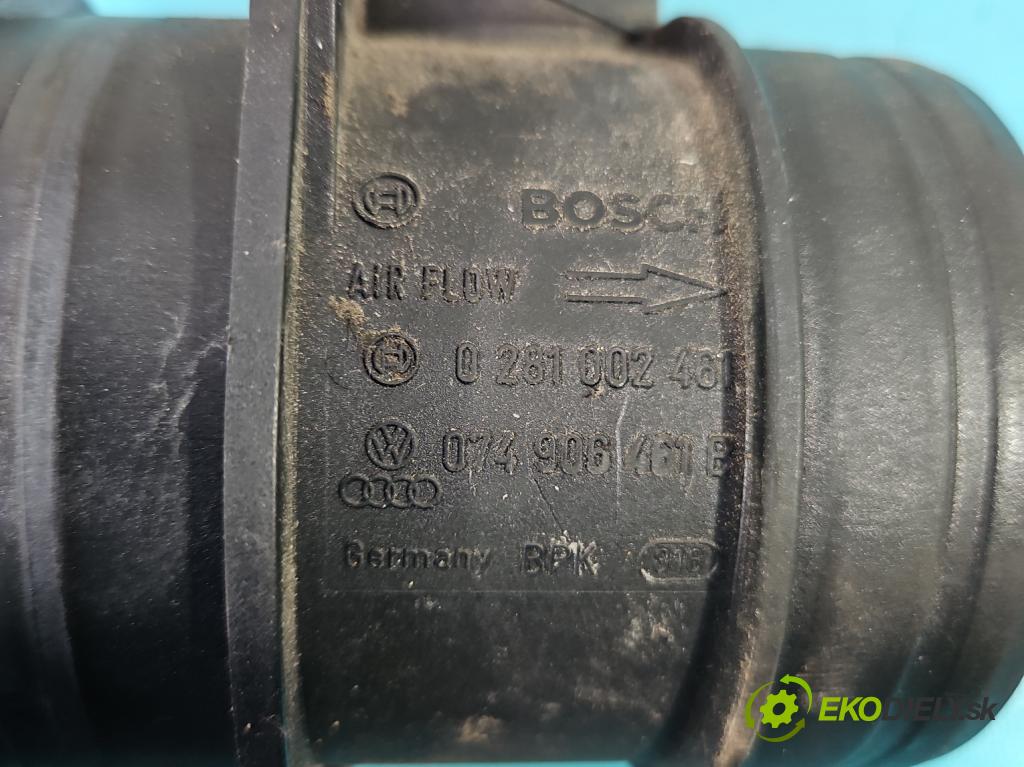 BOSCH
AIR FLOW
0 281 002 461
074 906 461 B
Germany BPK
EKODIELY.sk